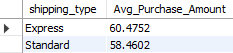 shipping_type Avg_Purchase_Amount
Express 60.4752
Standard 58.4602